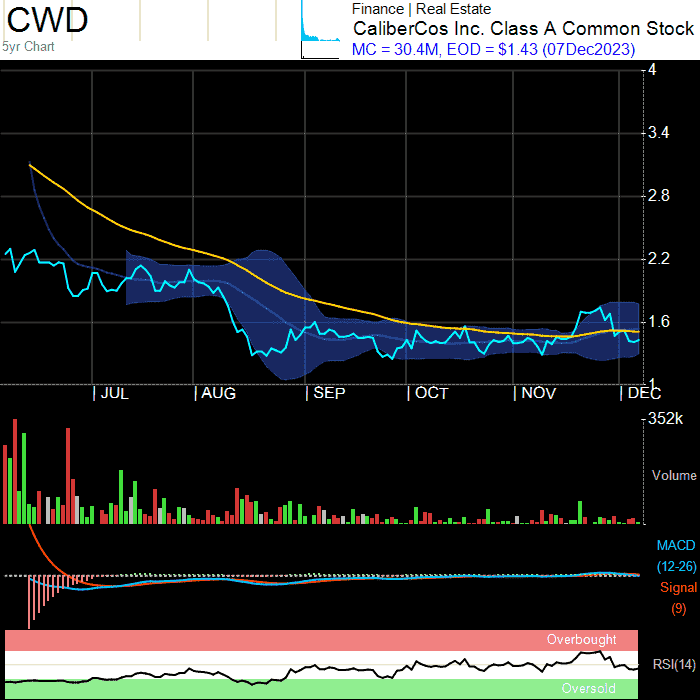 CWD
5yr Chart
Finance | Real Estate
CaliberCos Inc. Class A Common Stock
MC = 30.4M, EOD = $1.43 (07Dec2023)
4
3.4
2.8
2.2
1.6
1
JUL AUG SEP OCT NOV DEC
352k
Volume
MACD
(12-26)
Signal
(9)
Overbought
RSI(14)
Oversold